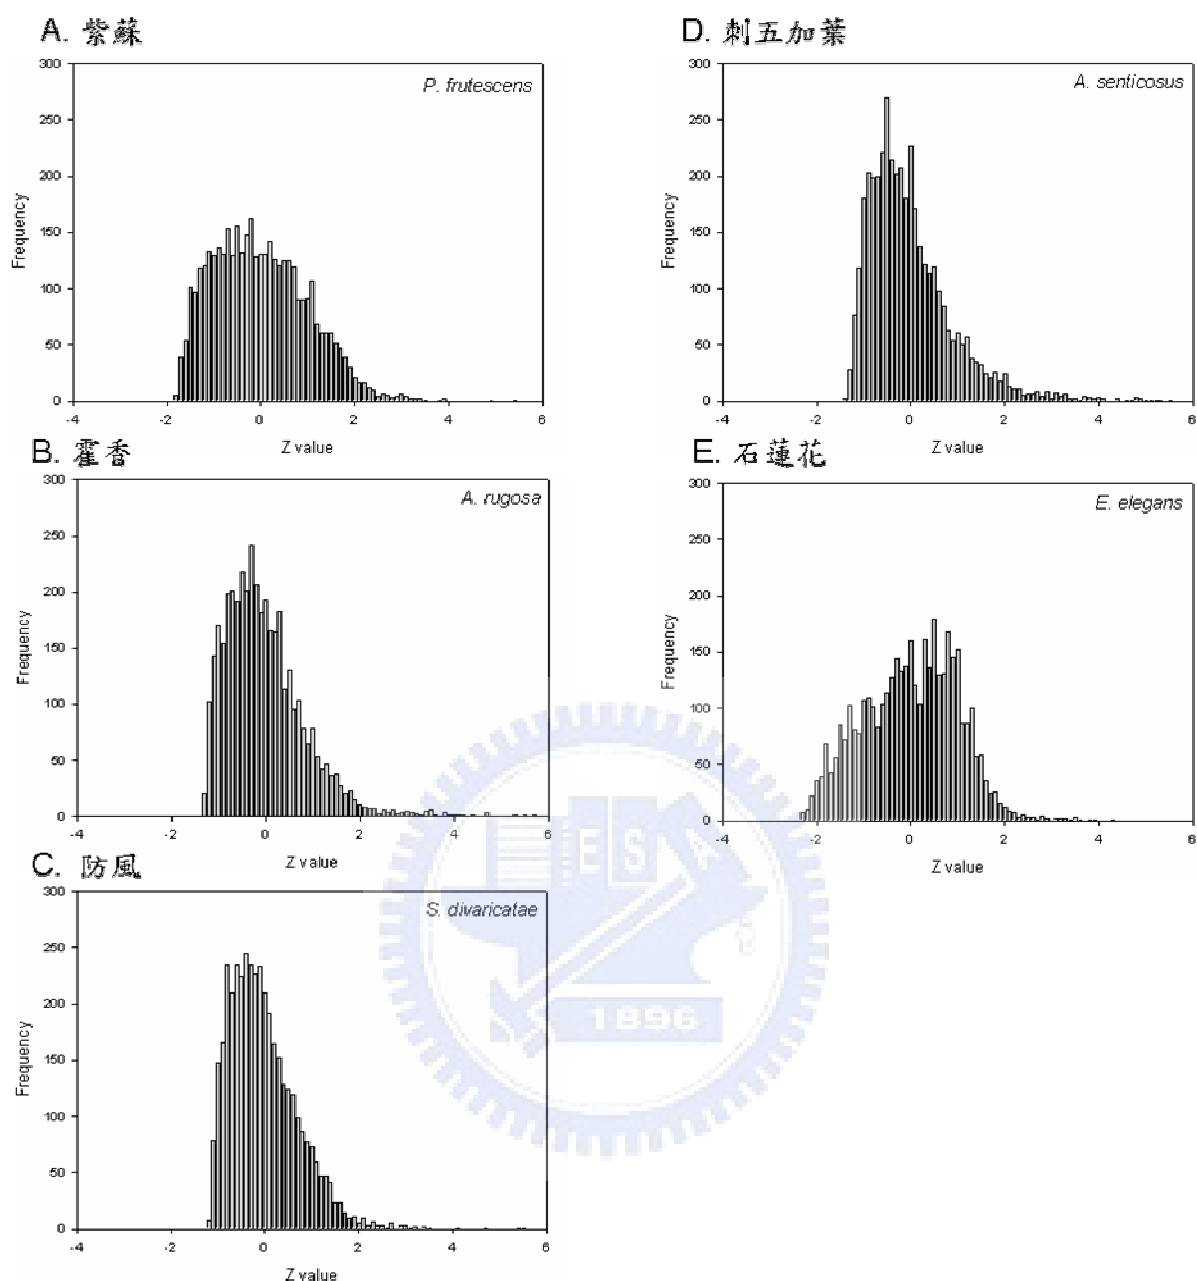 A. 紫蘇
P. frutescens
300
250
200
150
100
50
0
-4 -2 0 2 4 6
Frequency
Z value
B. 霍香
A. rugosa
300
250
200
150
100
50
0
-4 -2 0 2 4 6
Frequency
Z value
C. 防風
S. divaricatae
300
250
200
150
100
50
0
-4 -2 0 2 4 6
Frequency
Z value
D. 刺五加葉
A. senticosus
300
250
200
150
100
50
0
-4 -2 0 2 4 6
Frequency
Z value
E. 石蓮花
E. elegans
300
250
200
150
100
50
0
-4 -2 0 2 4 6
Frequency
Z value
E S A
1896